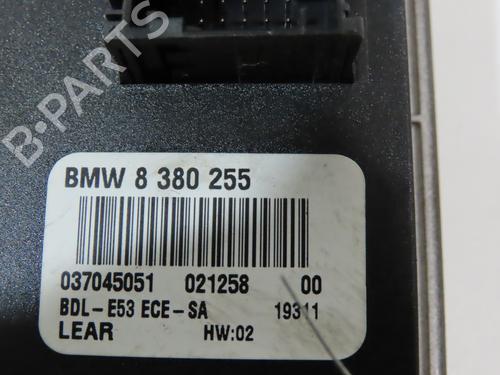 B-PARTS
BMW 8 380 255
037045051 021258 00
BDL-E53 ECE-SA 19311
LEAR HW:02